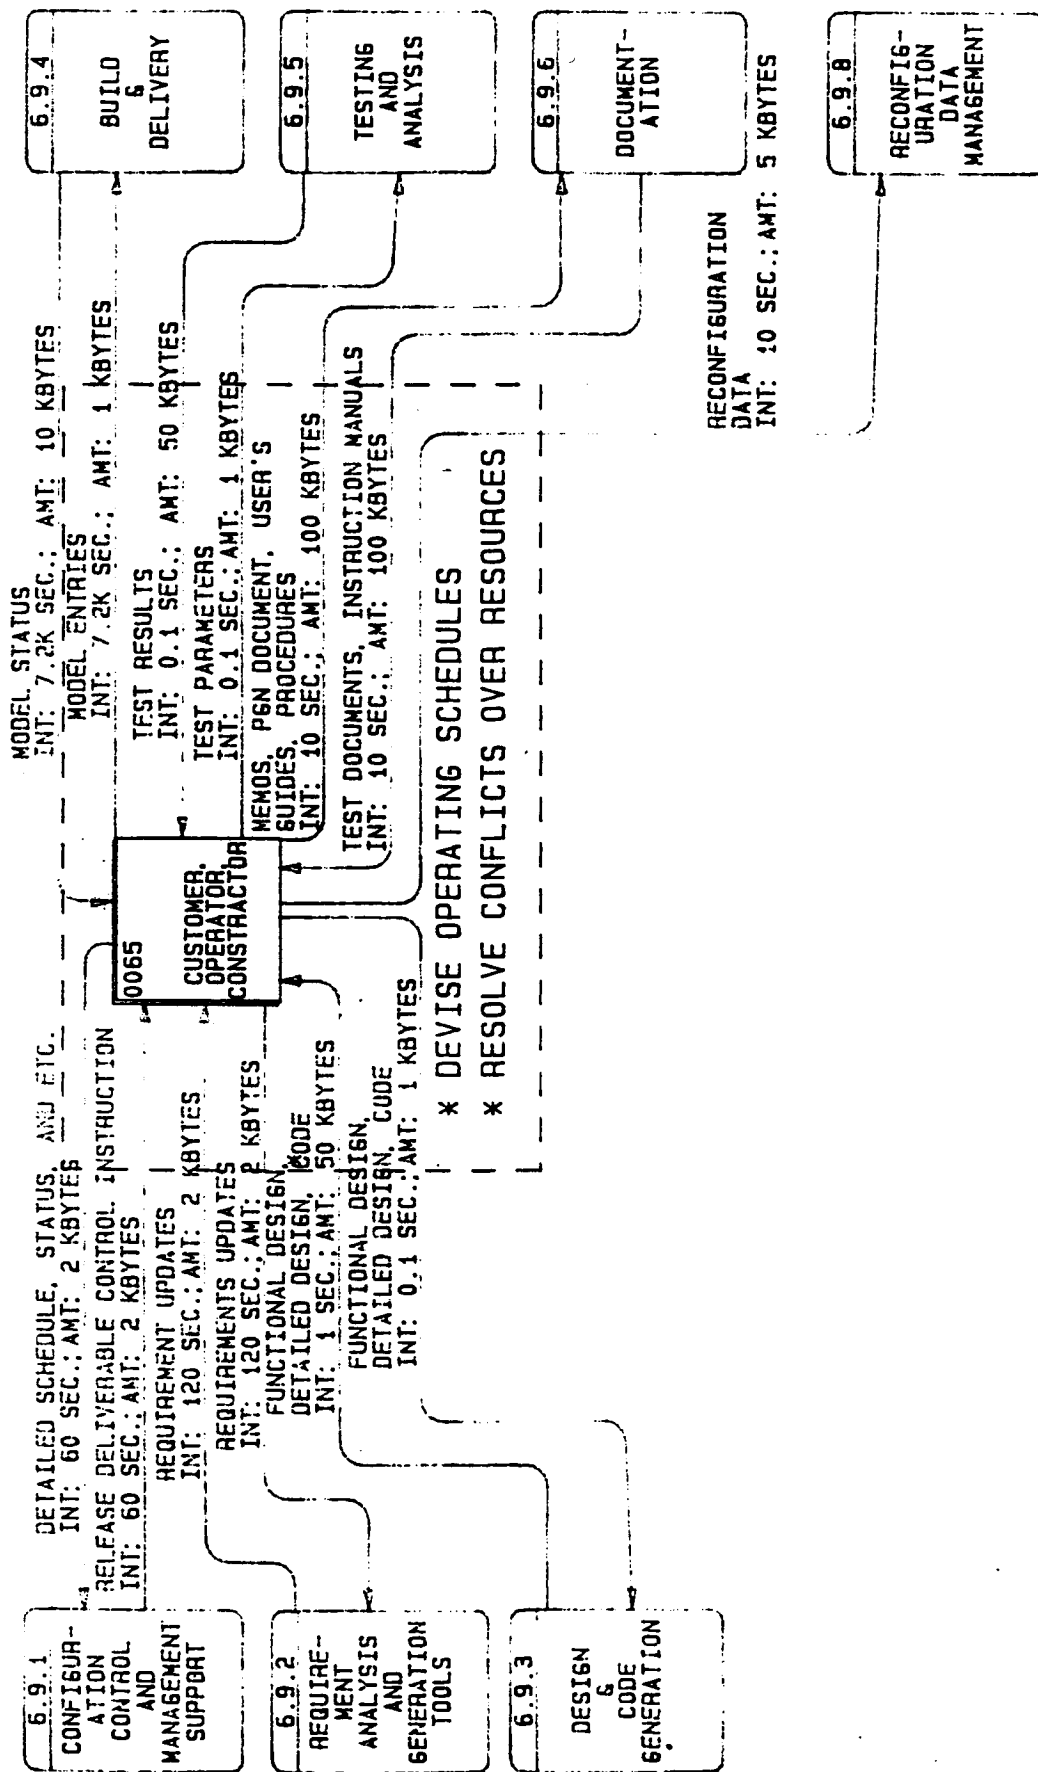 6.9.1
CONFIGUR-
ATION
CONTROL
AND
MANAGEMENT
SUPPORT
6.9.2
REQUIRE-
MENT
ANALYSIS
AND
GENERATION
TOOLS
6.9.3
DESIGN
&
CODE
GENERATION
DETAILED SCHEDULE, STATUS, AND ETC.
INT: 60 SEC.; AMT: 2 KBYTES
RELEASE DELIVERABLE CONTROL INSTRUCTION
INT: 60 SEC.; AMT: 2 KBYTES
REQUIREMENT UPDATES
INT: 120 SEC.; AMT: 2 KBYTES
REQUIREMENTS UPDATES
INT: 120 SEC.; AMT: 2 KBYTES
FUNCTIONAL DESIGN,
DETAILED DESIGN, CODE
INT: 1 SEC.; AMT: 50 KBYTES
FUNCTIONAL DESIGN,
DETAILED DESIGN, CODE
INT: 0.1 SEC.; AMT: 1 KBYTES
0065
CUSTOMER,
OPERATOR,
CONSTRACTOR
* DEVISE OPERATING SCHEDULES
* RESOLVE CONFLICTS OVER RESOURCES
MODEL STATUS
INT: 7.2K SEC.; AMT: 10 KBYTES
MODEL ENTRIES
INT: 7.2K SEC.; AMT: 1 KBYTES
TEST RESULTS
INT: 0.1 SEC.; AMT: 50 KBYTES
TEST PARAMETERS
INT: 0.1 SEC.; AMT: 1 KBYTES
MEMOS, PGN DOCUMENT, USER'S
GUIDES, PROCEDURES
INT: 10 SEC.; AMT: 100 KBYTES
TEST DOCUMENTS, INSTRUCTION MANUALS
INT: 10 SEC.; AMT: 100 KBYTES
RECONFIGURATION
DATA
INT: 10 SEC.; AMT: 5 KBYTES
6.9.4
BUILD
&
DELIVERY
6.9.5
TESTING
AND
ANALYSIS
6.9.6
DOCUMENT-
ATION
6.9.8
RECONFIG-
URATION
DATA
MANAGEMENT